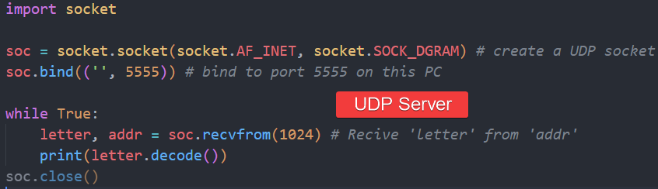 import socket
soc = socket.socket(socket.AF_INET, socket.SOCK_DGRAM) # create a UDP socket
soc.bind(('', 5555)) # bind to port 5555 on this PC
while True:
UDP Server
letter, addr = soc.recvfrom(1024) # Recive 'letter' from 'addr'
print(letter.decode())
soc.close()